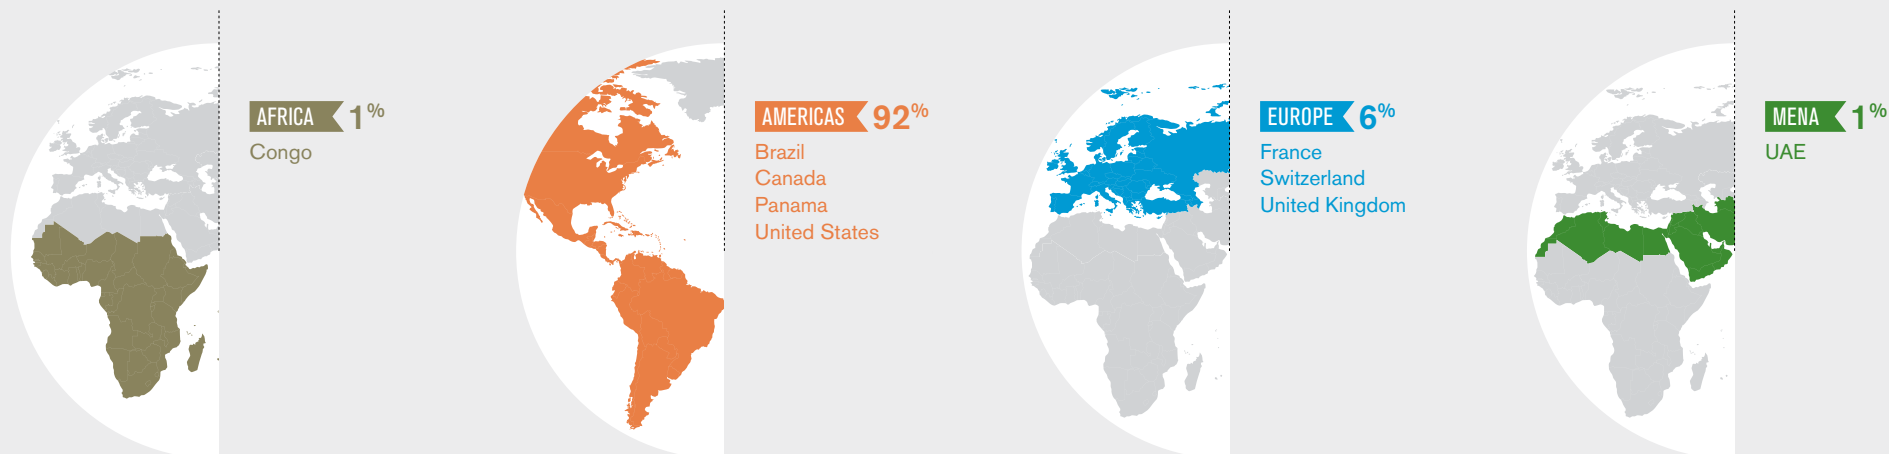 AFRICA 1%
Congo
AMERICAS 92%
Brazil
Canada
Panama
United States
EUROPE 6%
France
Switzerland
United Kingdom
MENA 1%
UAE